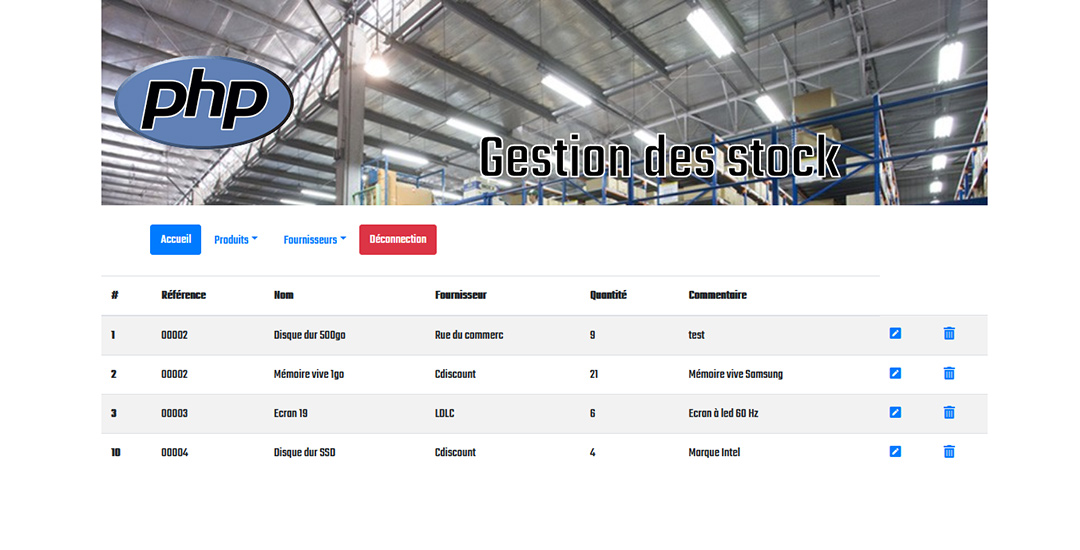 php
Gestion des stock
Accueil Produits Fournisseurs Déconnection
# Référence Nom Fournisseur Quantité Commentaire
1 00002 Disque dur 500go Rue du commerc 9 test
2 00002 Mémoire vive 1go Cdiscount 21 Mémoire vive Samsung
3 00003 Ecran 19 LDLC 6 Ecran à led 60 Hz
10 00004 Disque dur SSD Cdiscount 4 Marque Intel